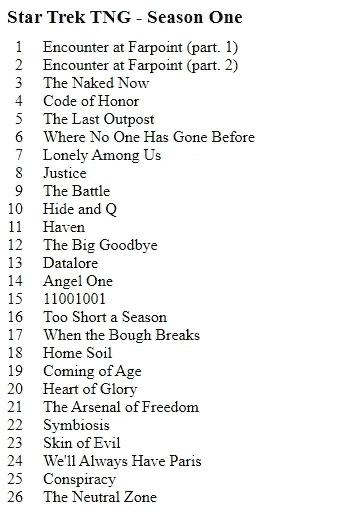 Star Trek TNG - Season One
1 Encounter at Farpoint (part. 1)
2 Encounter at Farpoint (part. 2)
3 The Naked Now
4 Code of Honor
5 The Last Outpost
6 Where No One Has Gone Before
7 Lonely Among Us
8 Justice
9 The Battle
10 Hide and Q
11 Haven
12 The Big Goodbye
13 Datalore
14 Angel One
15 11001001
16 Too Short a Season
17 When the Bough Breaks
18 Home Soil
19 Coming of Age
20 Heart of Glory
21 The Arsenal of Freedom
22 Symbiosis
23 Skin of Evil
24 We'll Always Have Paris
25 Conspiracy
26 The Neutral Zone